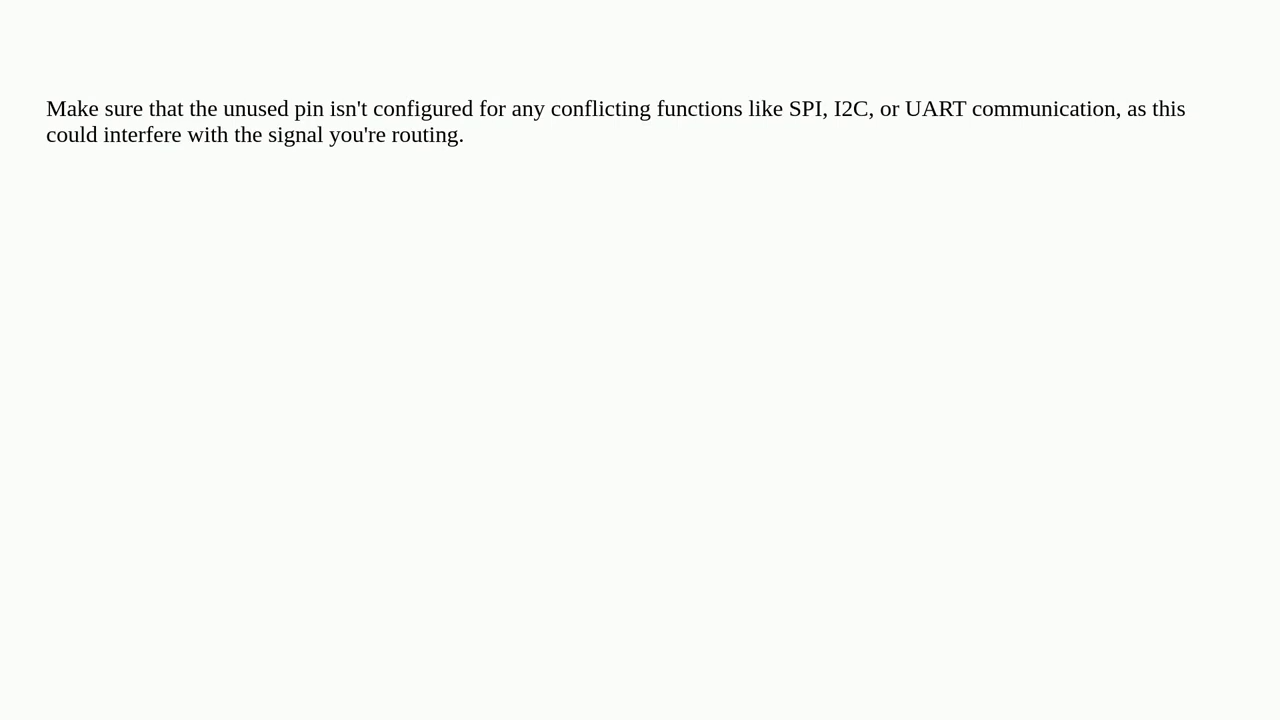 Make sure that the unused pin isn't configured for any conflicting functions like SPI, I2C, or UART communication, as this
could interfere with the signal you're routing.